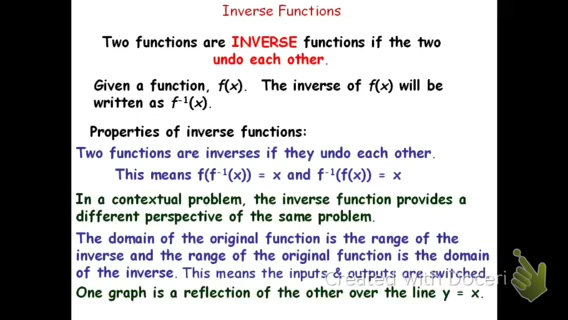 Inverse Functions
Two functions are INVERSE functions if the two
undo each other.
Given a function, f(x). The inverse of f(x) will be
written as f⁻¹(x).
Properties of inverse functions:
Two functions are inverses if they undo each other.
This means f(f⁻¹(x)) = x and f⁻¹(f(x)) = x
In a contextual problem, the inverse function provides a
different perspective of the same problem.
The domain of the original function is the range of the
inverse and the range of the original function is the domain
of the inverse. This means the inputs & outputs are switched.
Created with Doceri
One graph is a reflection of the other over the line y = x.